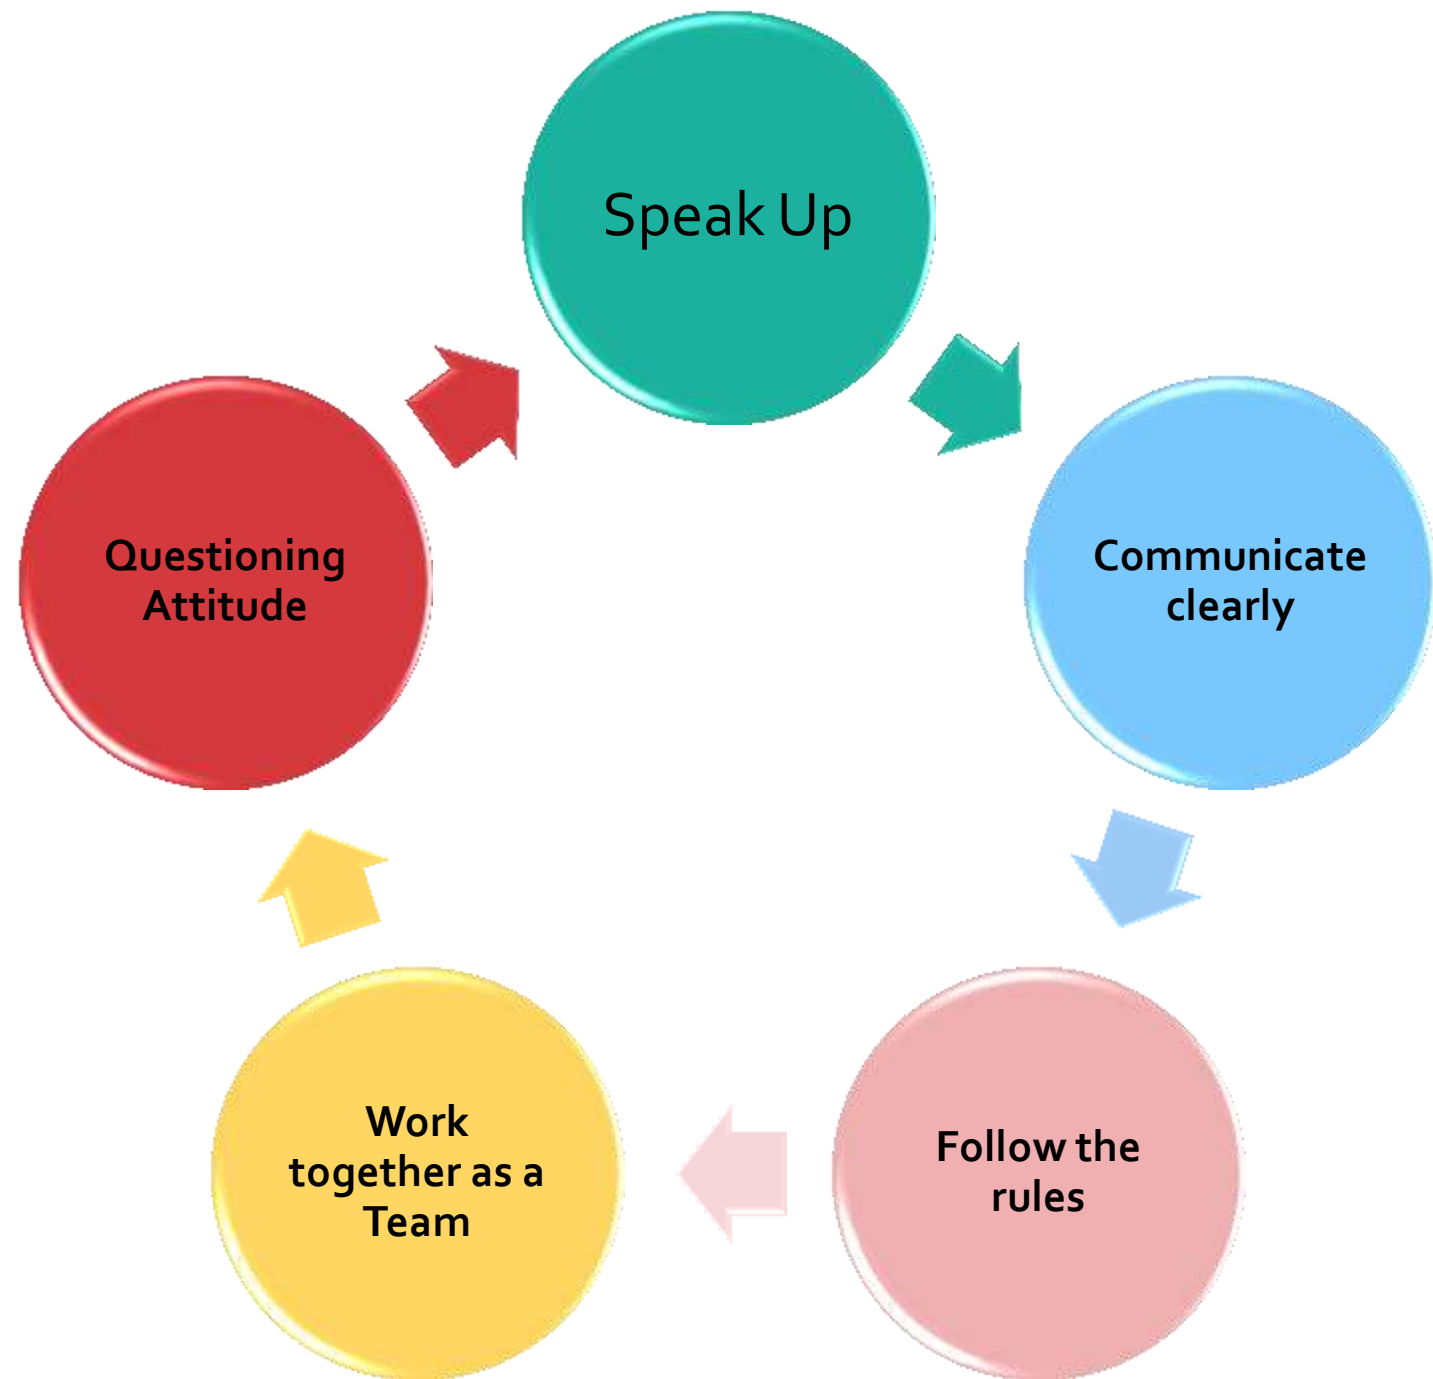 Speak Up
Communicate
clearly
Follow the
rules
Work
together as a
Team
Questioning
Attitude